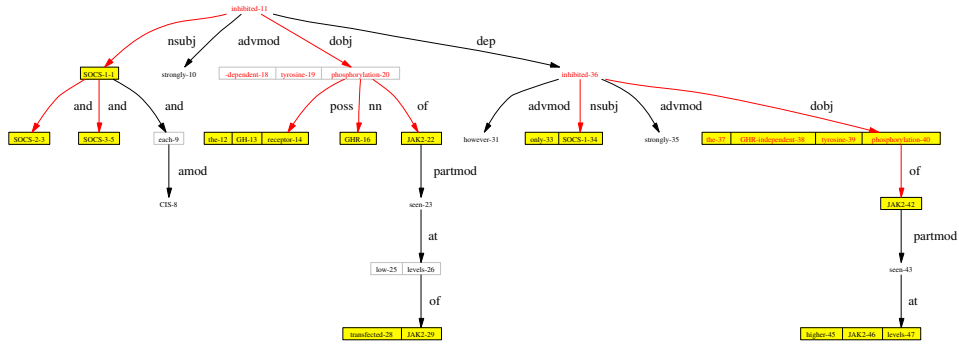 inhibited-11
nsubj advmod dobj dep
SOCS-1-1 strongly-10 -dependent-18 tyrosine-19 phosphorylation-20 inhibited-36
and and and poss nn of advmod nsubj advmod dobj
SOCS-2-3 SOCS-3-5 each-9 the-12 GH-13 receptor-14 GHR-16 JAK2-22 however-31 only-33 SOCS-1-34 strongly-35 the-37 GHR-independent-38 tyrosine-39 phosphorylation-40
amod partmod of
CIS-8 seen-23 JAK2-42
at partmod
low-25 levels-26 seen-43
of at
transfected-28 JAK2-29 higher-45 JAK2-46 levels-47